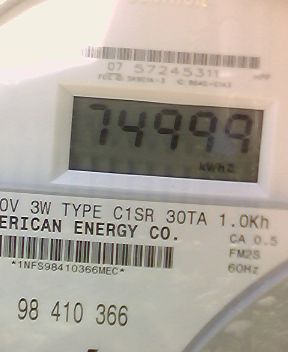 07 57245311
74999
kWh
0V 3W TYPE C1SR 30TA 1.0Kh
ERICAN ENERGY CO.
CA 0.5
FM2S
60Hz
*1NFS98410366MEC*
98 410 366